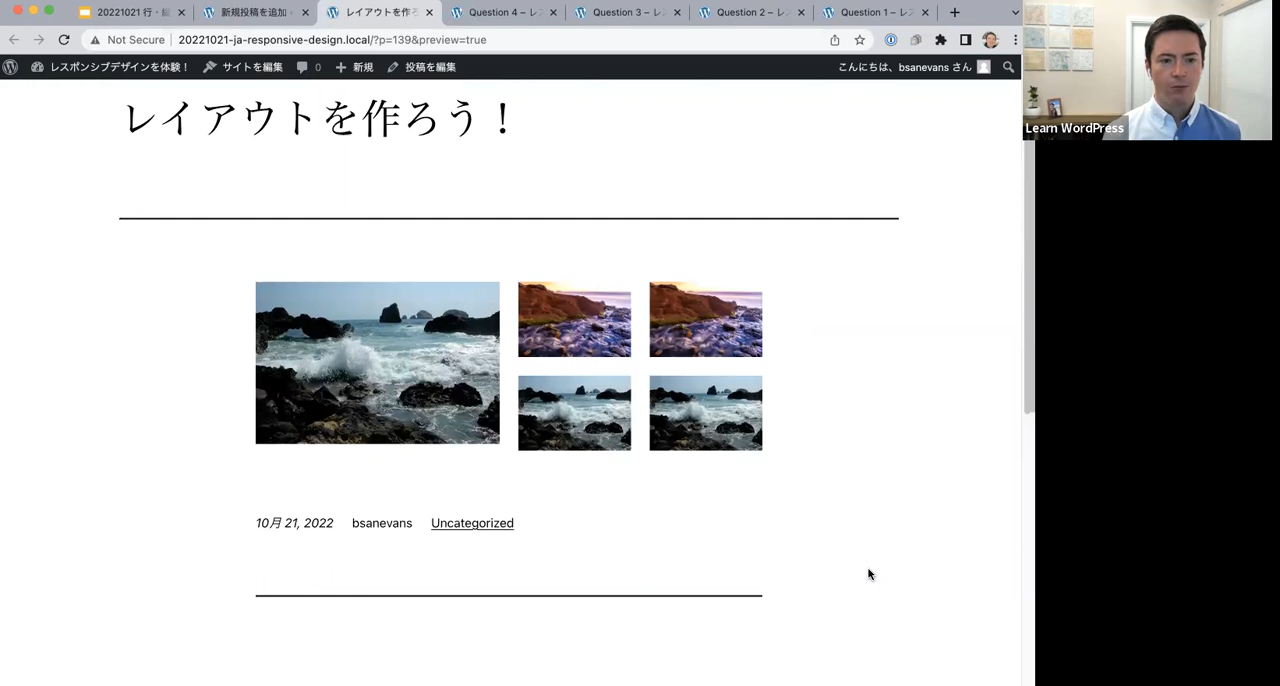 20221021 行・
新規投稿を追加
レイアウトを作
Question 4 – レ
Question 3 – レ
Question 2 – レ
Question 1 – レ
Not Secure
20221021-ja-responsive-design.local/?p=139&preview=true
レスポンシブデザインを体験！
サイトを編集
0
新規
投稿を編集
こんにちは、bsanevans さん
Learn WordPress
レイアウトを作ろう！
10月 21, 2022 bsanevans Uncategorized